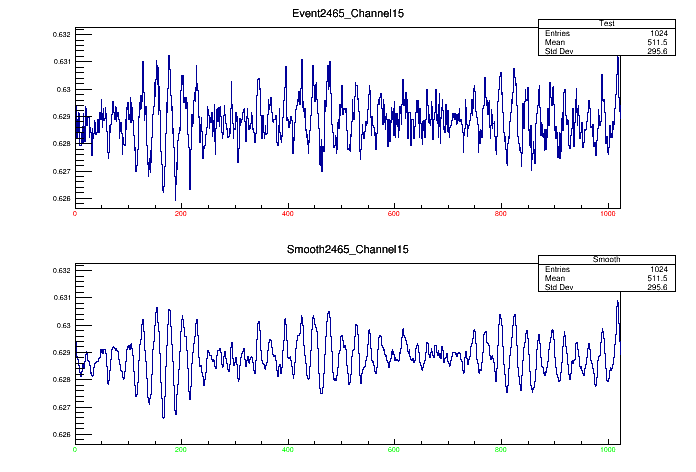 Event2465_Channel15
Test
Entries 1024
Mean 511.5
Std Dev 295.6
0.632
0.631
0.63
0.629
0.628
0.627
0.626
0 200 400 600 800 1000
Smooth2465_Channel15
Smooth
Entries 1024
Mean 511.5
Std Dev 295.6
0.632
0.631
0.63
0.629
0.628
0.627
0.626
0 200 400 600 800 1000